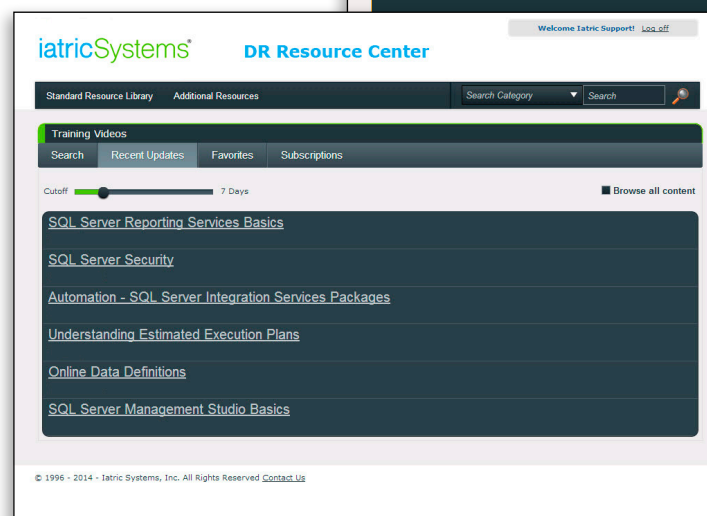 Welcome Iatric Support! Log off
iatricSystems®
DR Resource Center
Standard Resource Library Additional Resources Search Category Search
Training Videos
Search Recent Updates Favorites Subscriptions
Cutoff 7 Days Browse all content
SQL Server Reporting Services Basics
SQL Server Security
Automation - SQL Server Integration Services Packages
Understanding Estimated Execution Plans
Online Data Definitions
SQL Server Management Studio Basics
© 1996 - 2014 - Iatric Systems, Inc. All Rights Reserved Contact Us